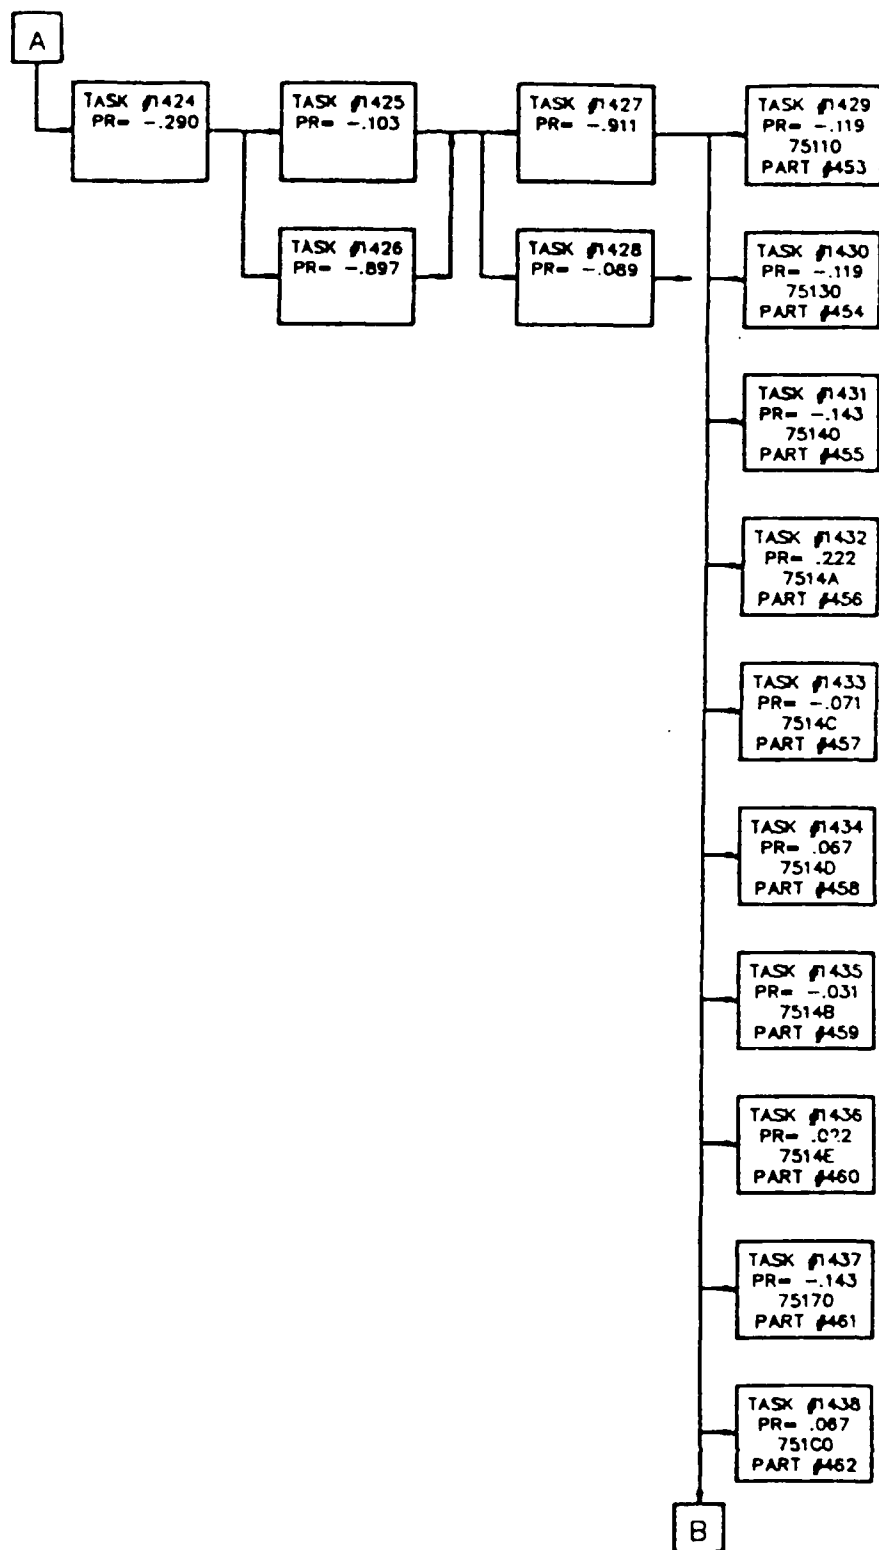 A
TASK #1424
PR= -.290
TASK #1425
PR= -.103
TASK #1426
PR= -.897
TASK #1427
PR= -.911
TASK #1428
PR= -.089
TASK #1429
PR= -.119
75110
PART #453
TASK #1430
PR= -.119
75130
PART #454
TASK #1431
PR= -.143
75140
PART #455
TASK #1432
PR= .222
7514A
PART #456
TASK #1433
PR= -.071
7514C
PART #457
TASK #1434
PR= .067
7514D
PART #458
TASK #1435
PR= -.031
7514B
PART #459
TASK #1436
PR= .022
7514E
PART #460
TASK #1437
PR= -.143
75170
PART #461
TASK #1438
PR= .067
751C0
PART #462
B